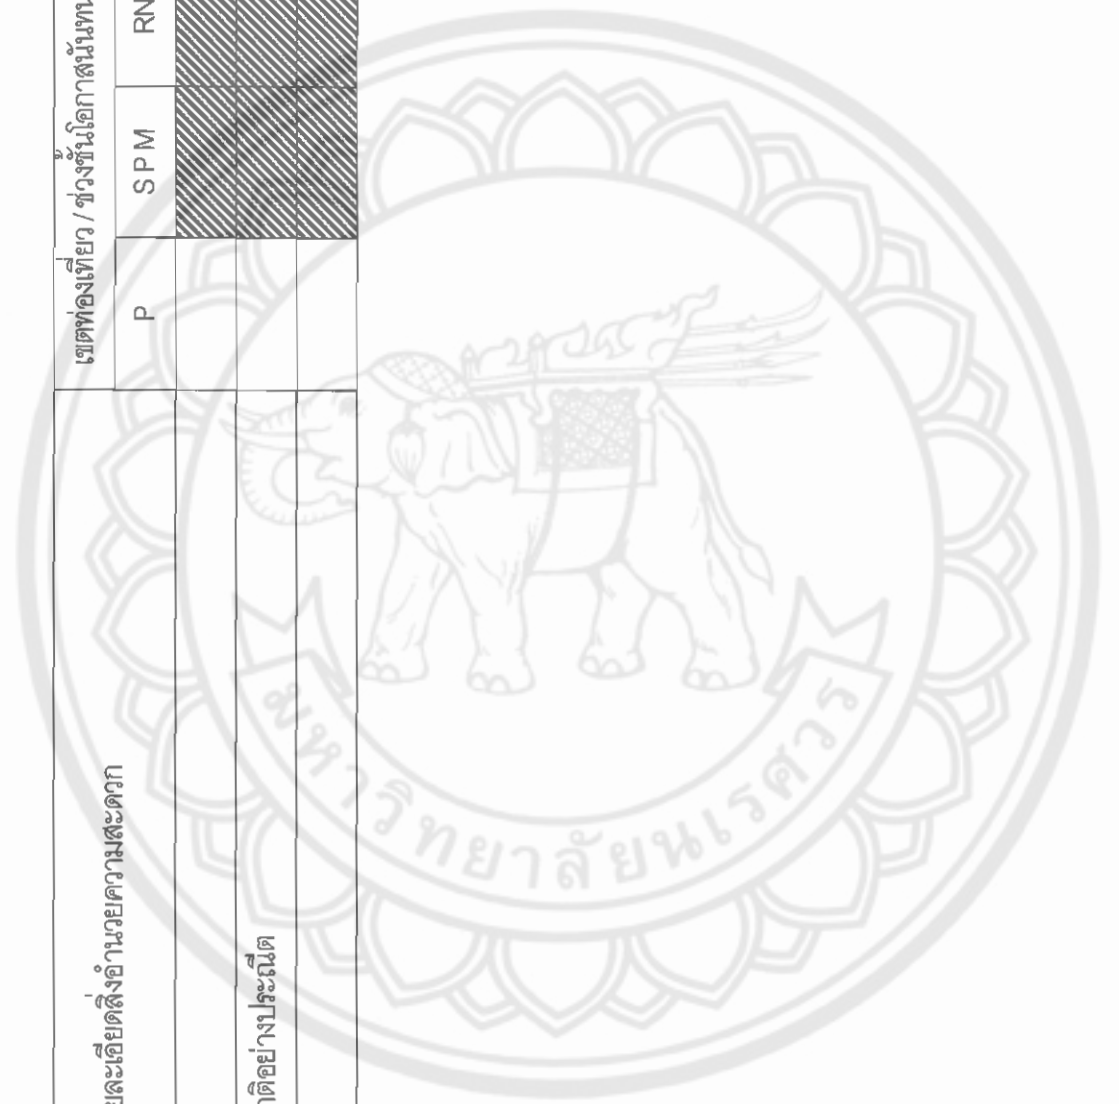 เขตท่องเที่ยว / ช่วงชั้นโอกาสนันทน
ยละเอียดสิ่งอำนวยความสะดวก
P
SPM
RN
าติอย่างประณีต
มหาวิทยาลัยนเรศวร